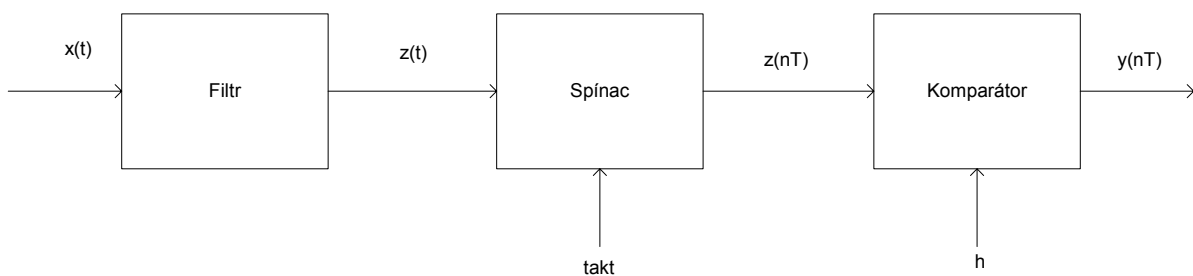 x(t)
Filtr
z(t)
Spínac
z(nT)
Komparátor
y(nT)
takt
h